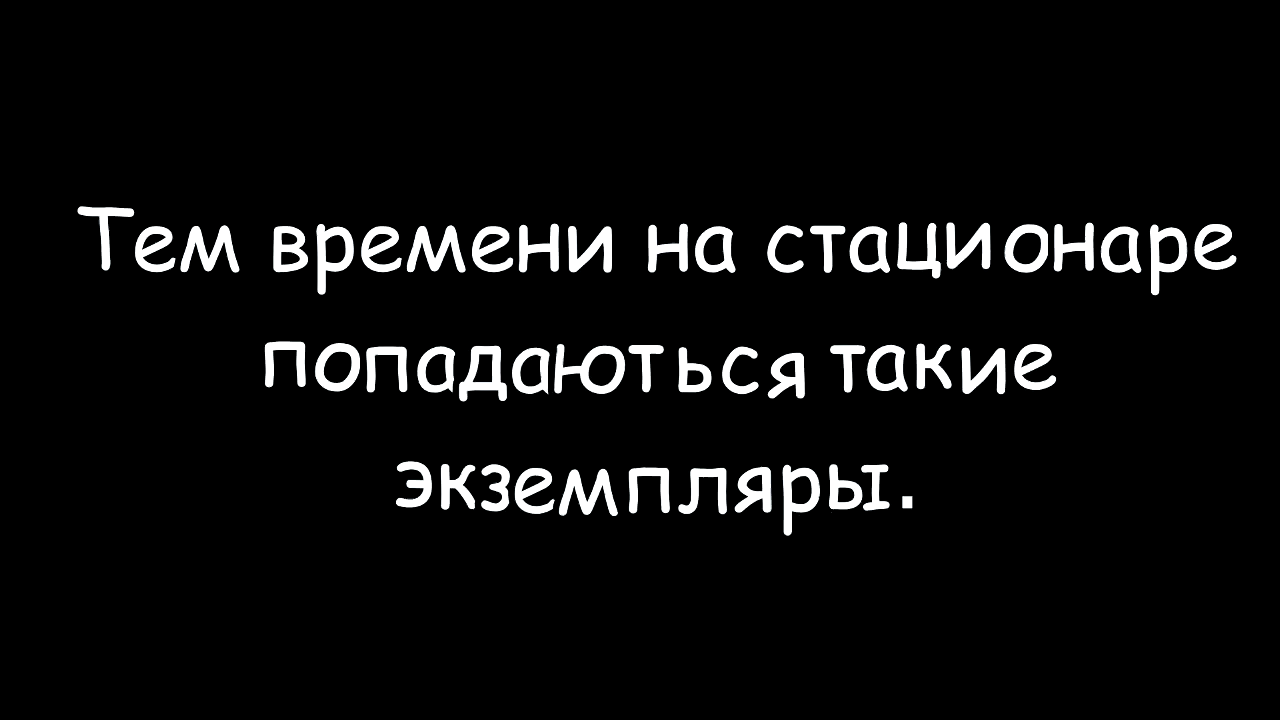 Тем времени на стационаре
попадаються такие
экземпляры.